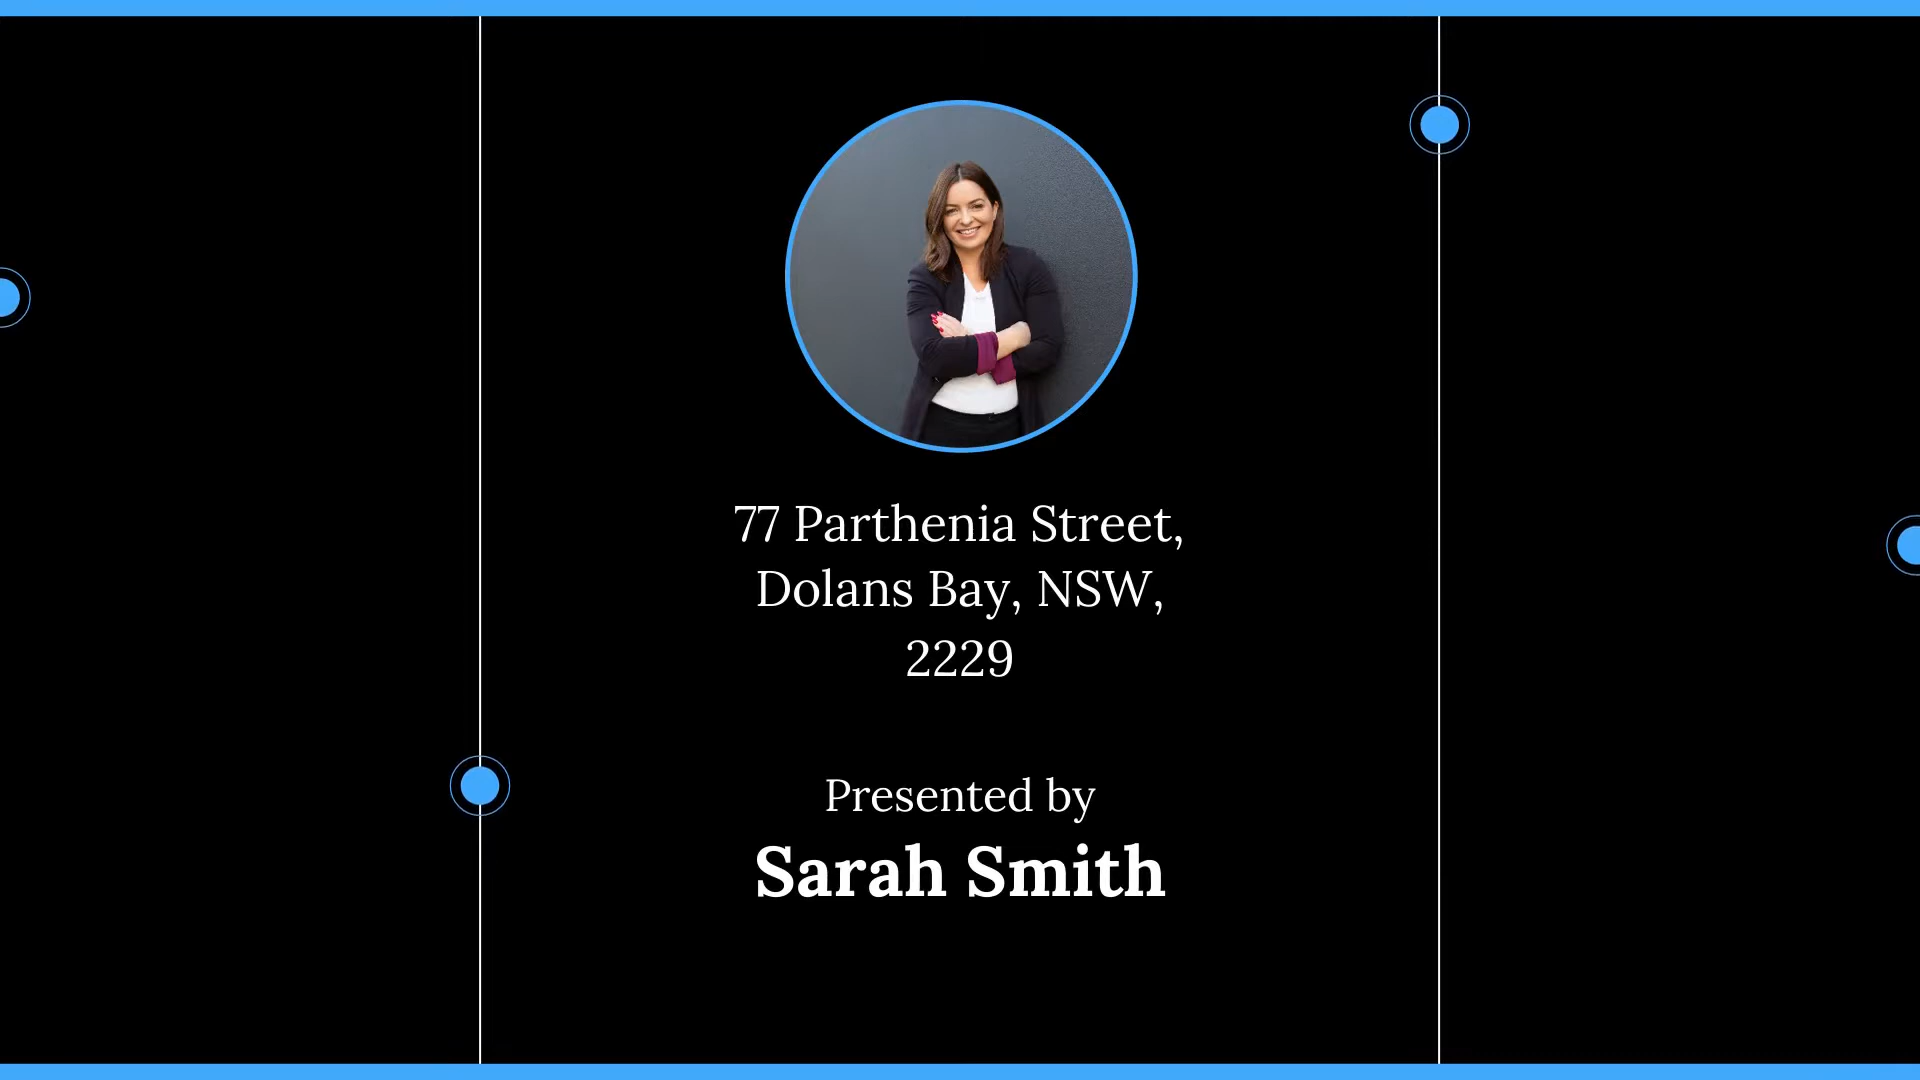 77 Parthenia Street,
Dolans Bay, NSW,
2229
Presented by
Sarah Smith